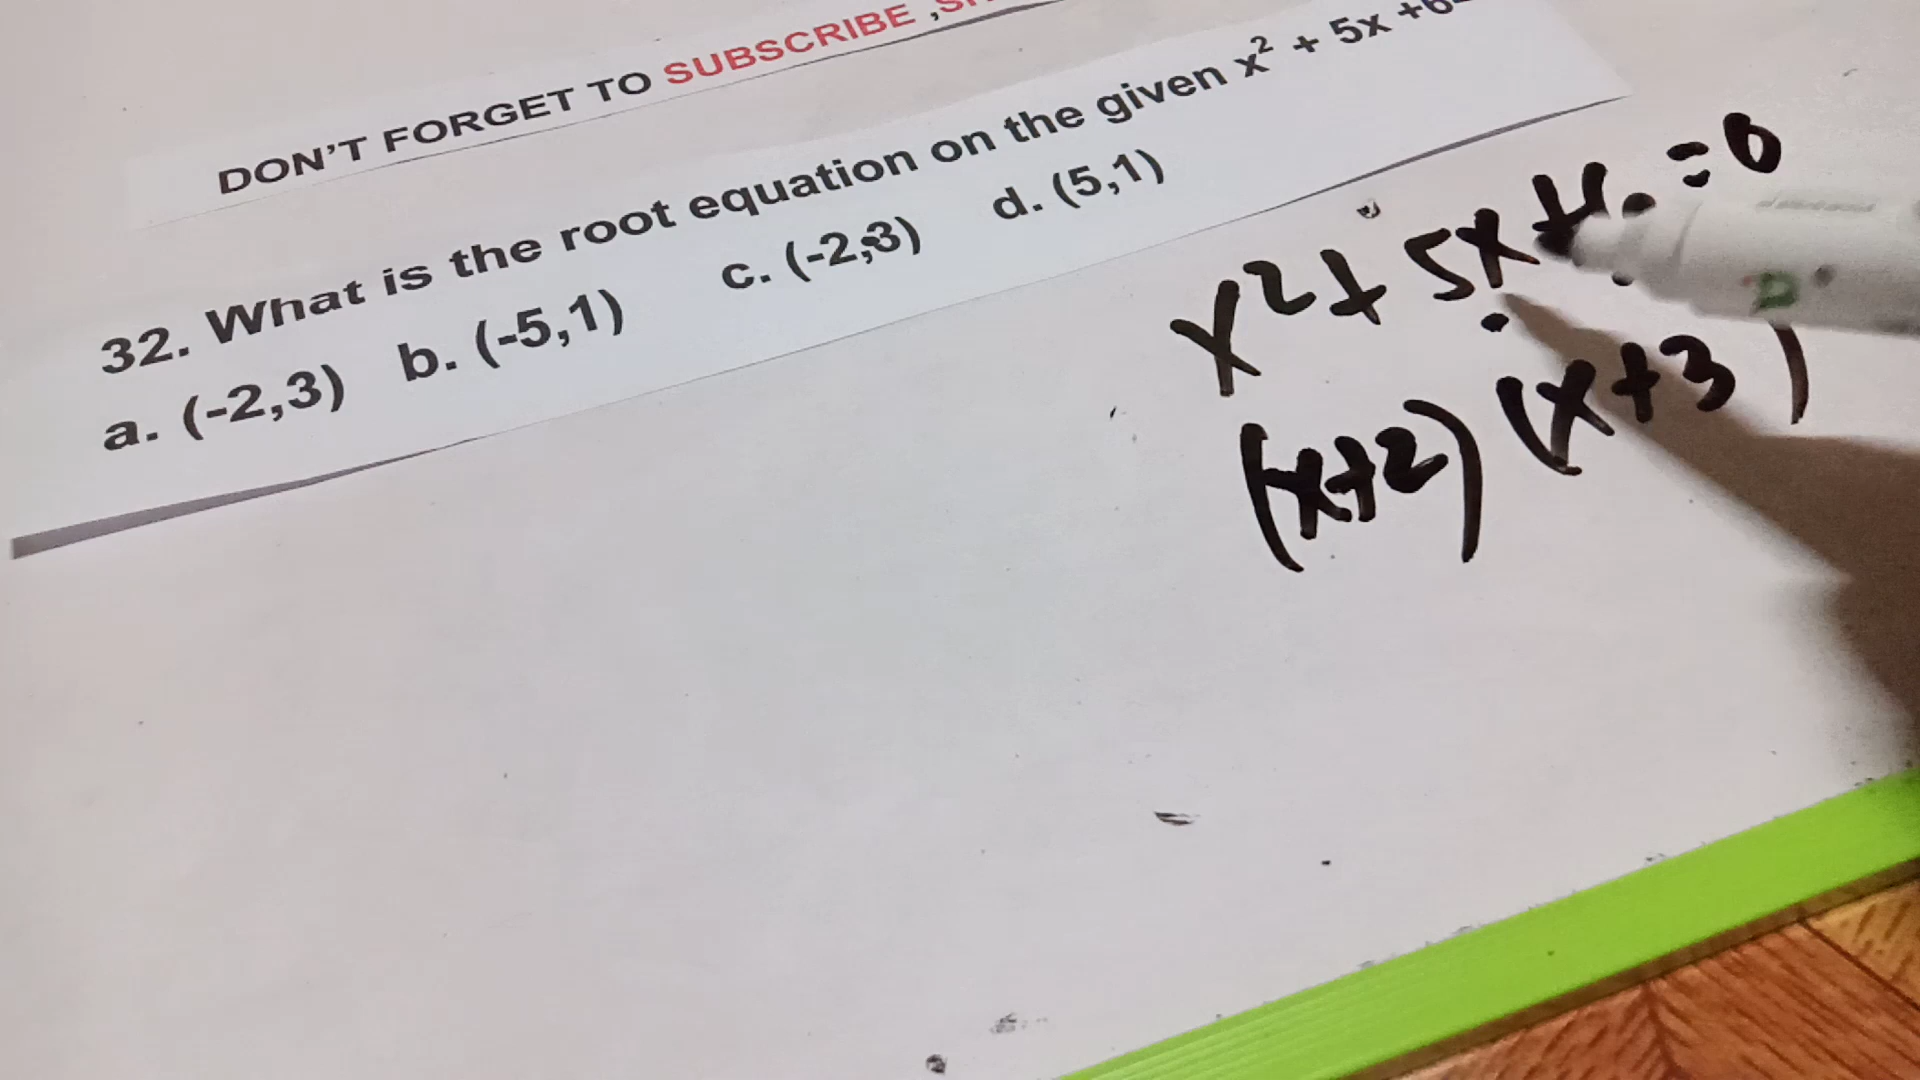 DON'T FORGET TO SUBSCRIBE ,
32. What is the root equation on the given x² + 5x +6
a. (-2,3) b. (-5,1) c. (-2,-3) d. (5,1)
x² + 5x + = 0
(x+2) (x+3)